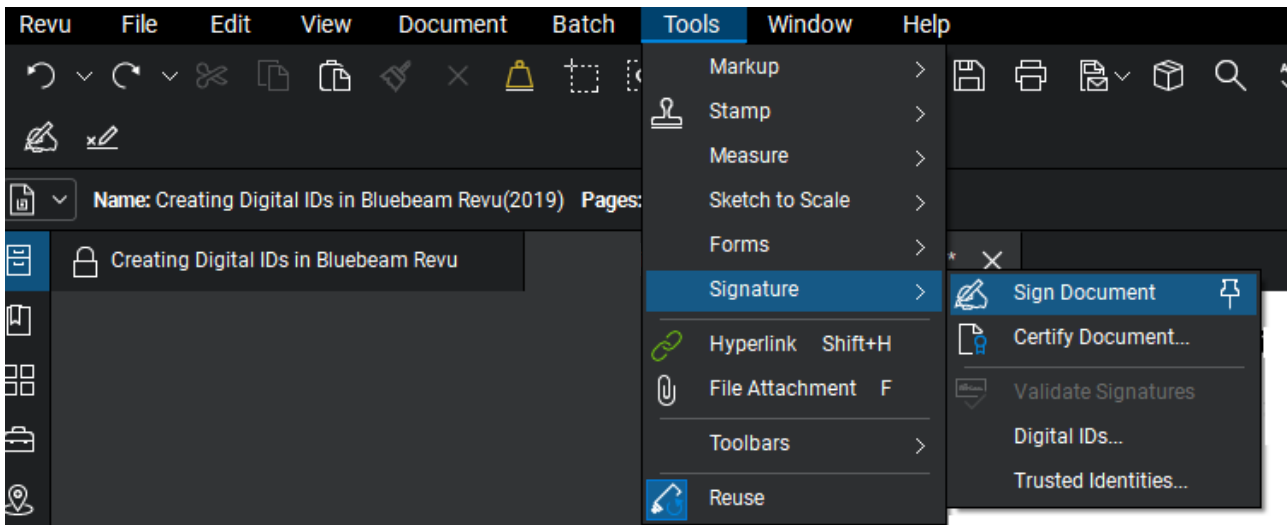 Revu File Edit View Document Batch Tools Window Help
Markup
Stamp
Measure
Name: Creating Digital IDs in Bluebeam Revu(2019) Pages:
Sketch to Scale
Creating Digital IDs in Bluebeam Revu
Forms
*
Signature
Sign Document
Certify Document...
Hyperlink Shift+H
File Attachment F
Validate Signatures
Digital IDs...
Toolbars
Trusted Identities...
Reuse